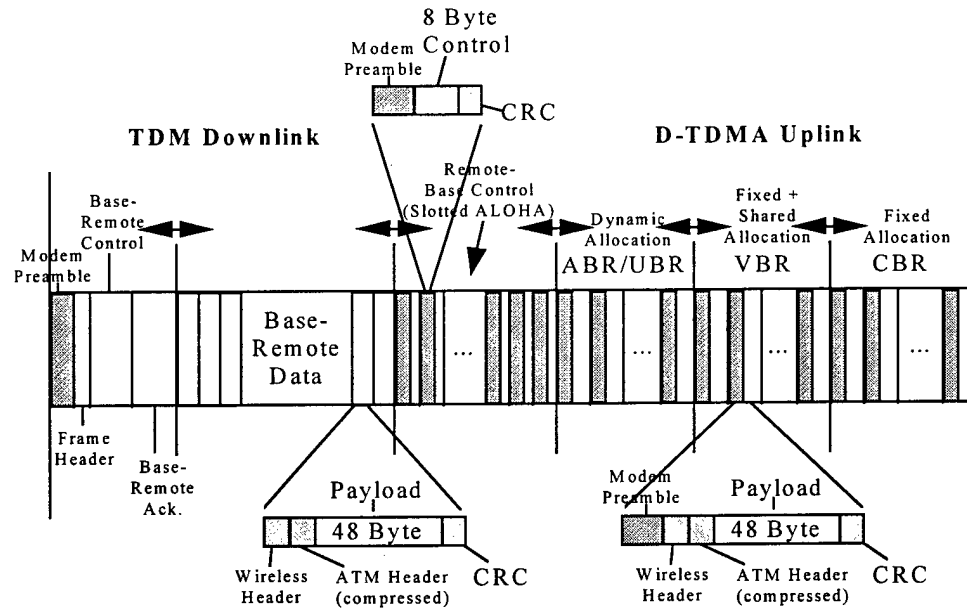 8 Byte
Control
Modem
Preamble
CRC
TDM Downlink
D-TDMA Uplink
Remote-
Base Control
(Slotted ALOHA)
Base-
Remote
Control
Modem
Preamble
Dynamic
Allocation
ABR/UBR
Fixed +
Shared
Allocation
VBR
Fixed
Allocation
CBR
Base-
Remote
Data
...
...
...
...
Frame
Header
Base-
Remote
Ack.
Payload
48 Byte
Wireless
Header
ATM Header
(compressed)
CRC
Modem
Preamble
Payload
48 Byte
Wireless
Header
ATM Header
(compressed)
CRC